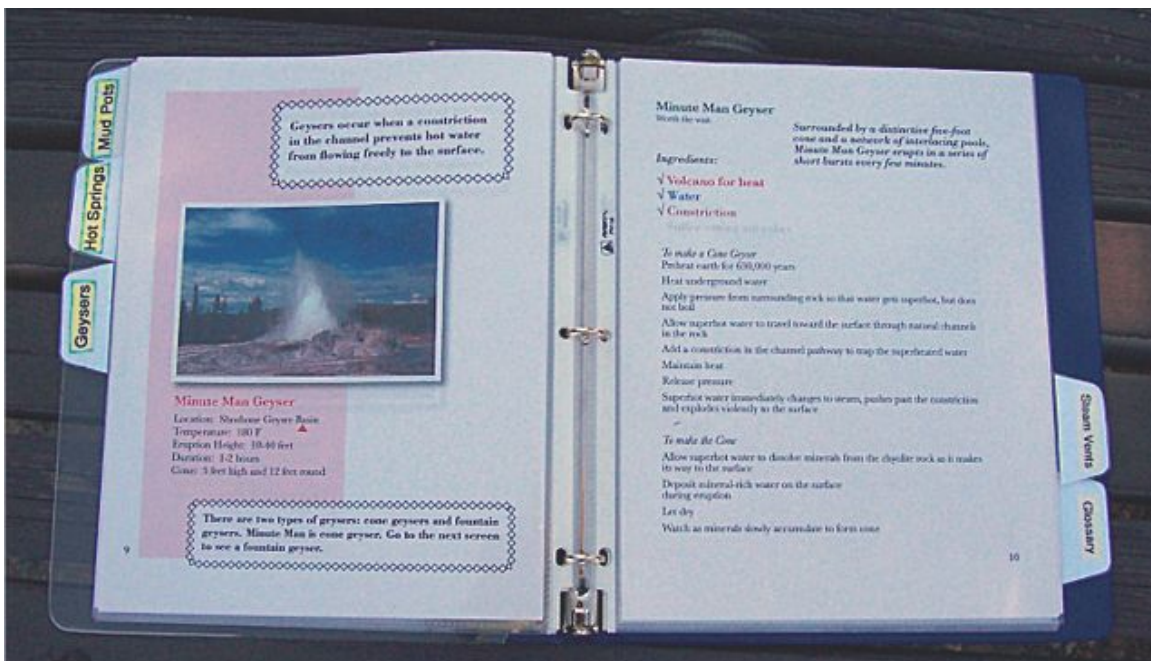 Mud Pots
Hot Springs
Geysers
Geysers occur when a constriction
in the channel prevents hot water
from flowing freely to the surface.
Minute Man Geyser
Location: Shoshone Geyser Basin
Temperature: 180 F
Eruption Height: 10-40 feet
Duration: 1-2 hours
Cone: 3 feet high and 12 feet round
There are two types of geysers: cone geysers and fountain
geysers. Minute Man is cone geyser. Go to the next screen
to see a fountain geyser.
9
Minute Man Geyser
Worth the wait
Surrounded by a distinctive five-foot
cone and a network of interlacing pools,
Minute Man Geyser erupts in a series of
short bursts every few minutes.
Ingredients:
√ Volcano for heat
√ Water
√ Constriction
To make a Cone Geyser
Preheat earth for 650,000 years
Heat underground water
Apply pressure from surrounding rock so that water gets superhot, but does
not boil
Allow superhot water to travel toward the surface through natural channels
in the rock
Add a constriction in the channel pathway to trap the superheated water
Maintain heat
Release pressure
Superhot water immediately changes to steam, pushes past the constriction
and explodes violently to the surface
To make the Cone
Allow superhot water to dissolve minerals from the rhyolite rock as it makes
its way to the surface
Deposit mineral-rich water on the surface
during eruption
Let dry
Watch as minerals slowly accumulate to form cone
10
Steam Vents
Glossary